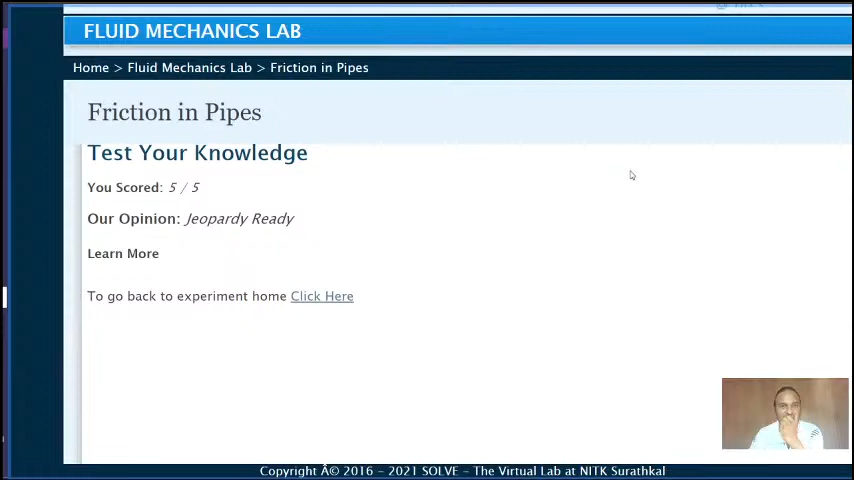 FLUID MECHANICS LAB
Home > Fluid Mechanics Lab > Friction in Pipes
Friction in Pipes
Test Your Knowledge
You Scored: 5 / 5
Our Opinion: Jeopardy Ready
Learn More
To go back to experiment home Click Here
Copyright Â© 2016 - 2021 SOLVE - The Virtual Lab at NITK Surathkal